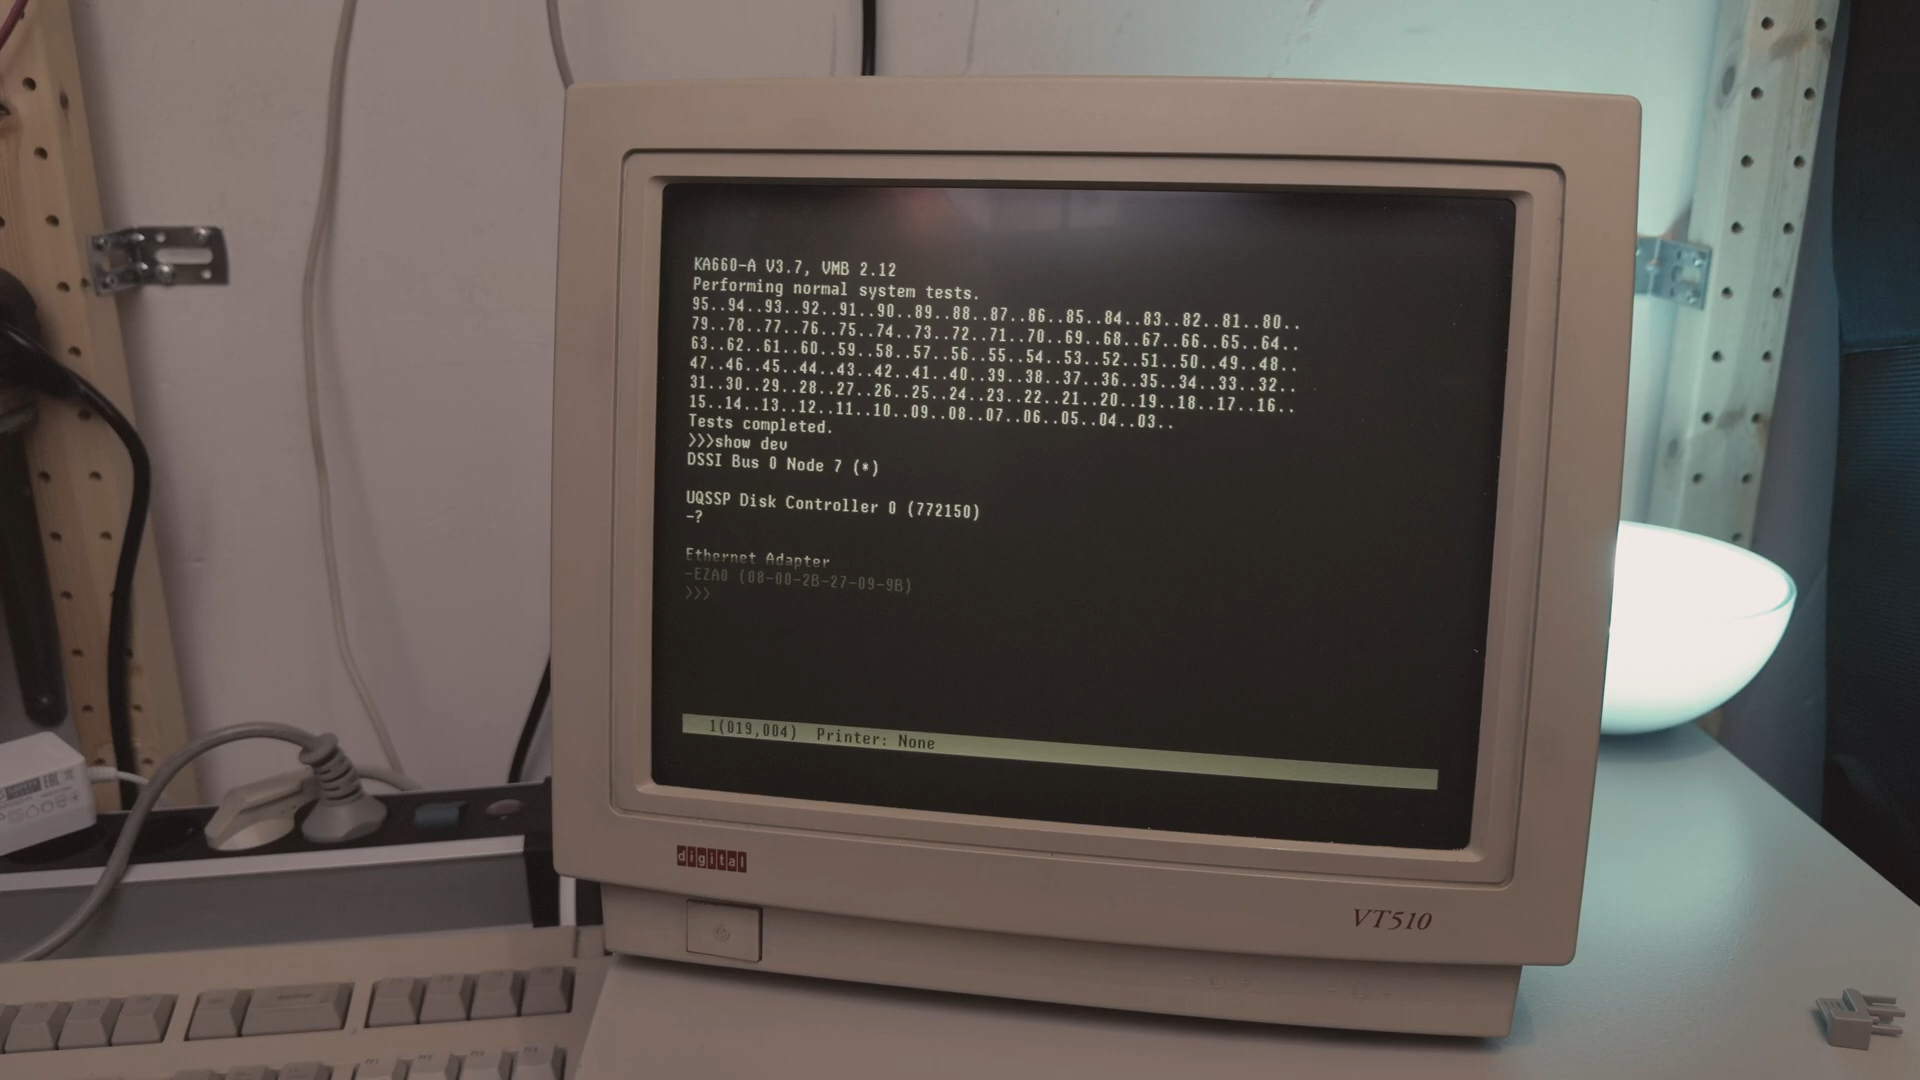 KA660-A V3.7, VMB 2.12
Performing normal system tests.
95..94..93..92..91..90..89..88..87..86..85..84..83..82..81..80..
79..78..77..76..75..74..73..72..71..70..69..68..67..66..65..64..
63..62..61..60..59..58..57..56..55..54..53..52..51..50..49..48..
47..46..45..44..43..42..41..40..39..38..37..36..35..34..33..32..
31..30..29..28..27..26..25..24..23..22..21..20..19..18..17..16..
15..14..13..12..11..10..09..08..07..06..05..04..03..
Tests completed.
>>>show dev
DSSI Bus 0 Node 7 (*)
UQSSP Disk Controller 0 (772150)
-?
Ethernet Adapter
-EZA0 (08-00-2B-27-09-9B)
>>>
1(019,004) Printer: None
digital
VT510